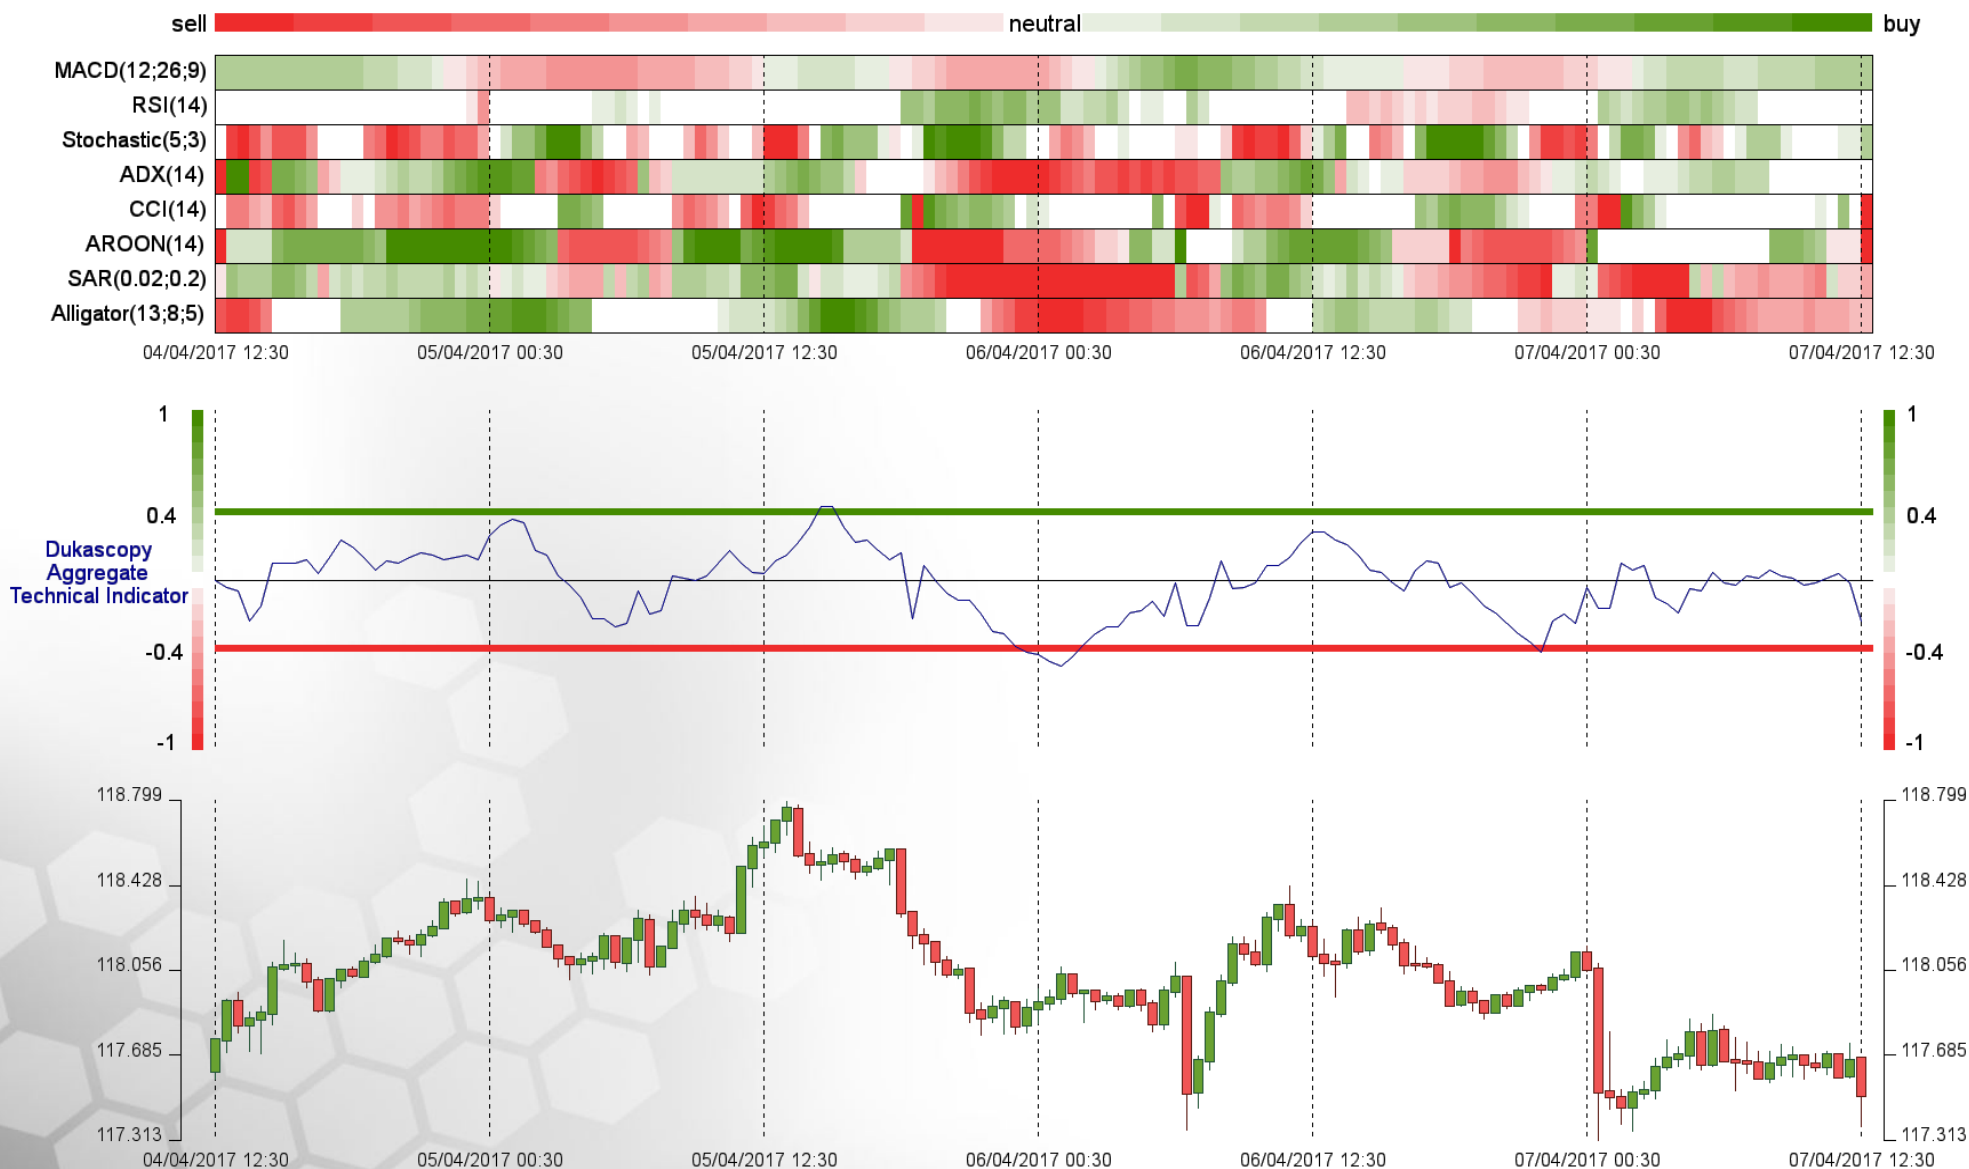 sell neutral buy
MACD(12;26;9)
RSI(14)
Stochastic(5;3)
ADX(14)
CCI(14)
AROON(14)
SAR(0.02;0.2)
Alligator(13;8;5)
04/04/2017 12:30 05/04/2017 00:30 05/04/2017 12:30 06/04/2017 00:30 06/04/2017 12:30 07/04/2017 00:30 07/04/2017 12:30
1 1
0.4 0.4
Dukascopy
Aggregate
Technical Indicator
-0.4 -0.4
-1 -1
118.799 118.799
118.428 118.428
118.056 118.056
117.685 117.685
117.313 117.313
04/04/2017 12:30 05/04/2017 00:30 05/04/2017 12:30 06/04/2017 00:30 06/04/2017 12:30 07/04/2017 00:30 07/04/2017 12:30